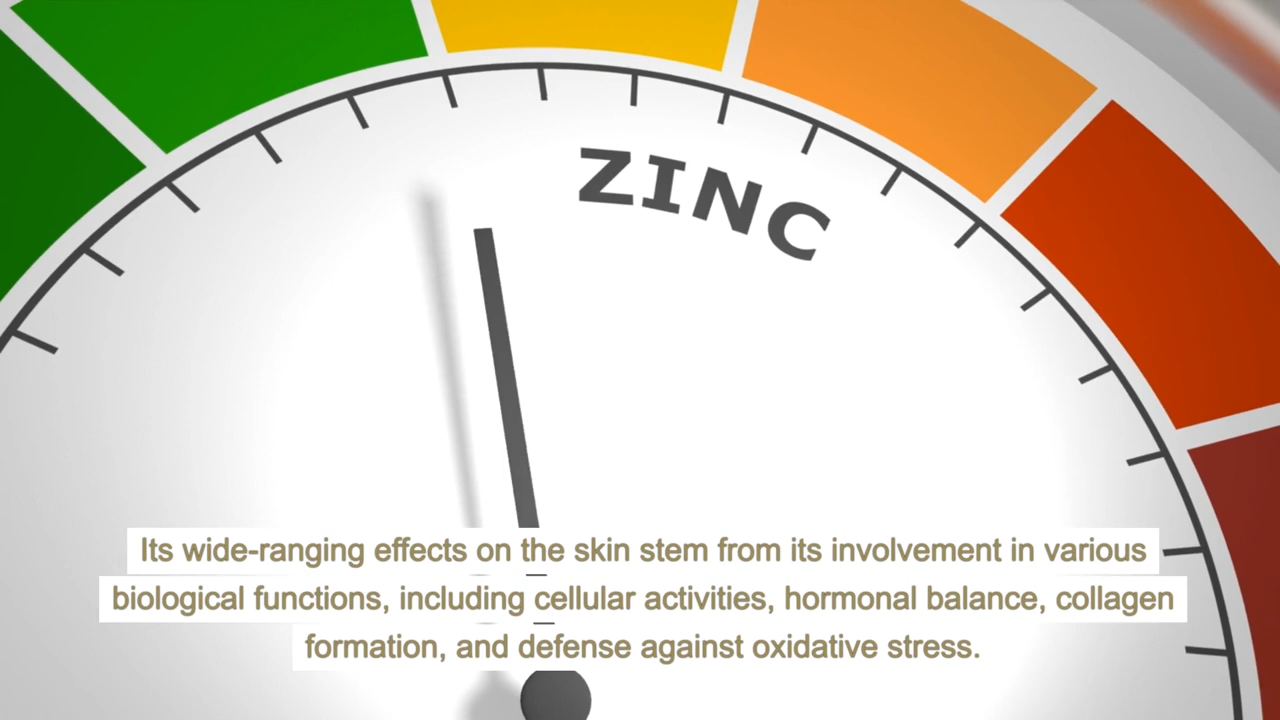 ZINC
Its wide-ranging effects on the skin stem from its involvement in various
biological functions, including cellular activities, hormonal balance, collagen
formation, and defense against oxidative stress.